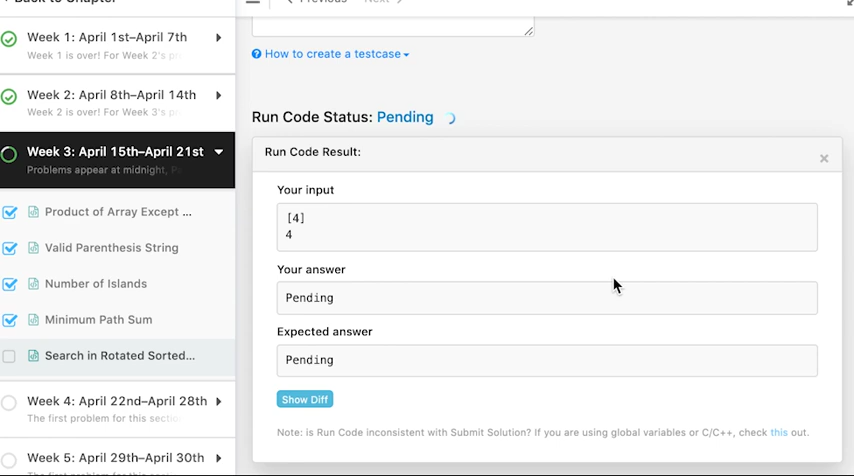 Back to Chapter
Previous
Next
Week 1: April 1st–April 7th
Week 1 is over! For Week 2's
Week 2: April 8th–April 14th
Week 2 is over! For Week 3's
Week 3: April 15th–April 21st
Problems appear at midnight,
Product of Array Except ...
Valid Parenthesis String
Number of Islands
Minimum Path Sum
Search in Rotated Sorted...
Week 4: April 22nd–April 28th
The first problem for this
Week 5: April 29th–April 30th
How to create a testcase
Run Code Status: Pending
Run Code Result:
×
Your input
[4]
4
Your answer
Pending
Expected answer
Pending
Show Diff
Note: is Run Code inconsistent with Submit Solution? If you are using global variables or C/C++, check this out.